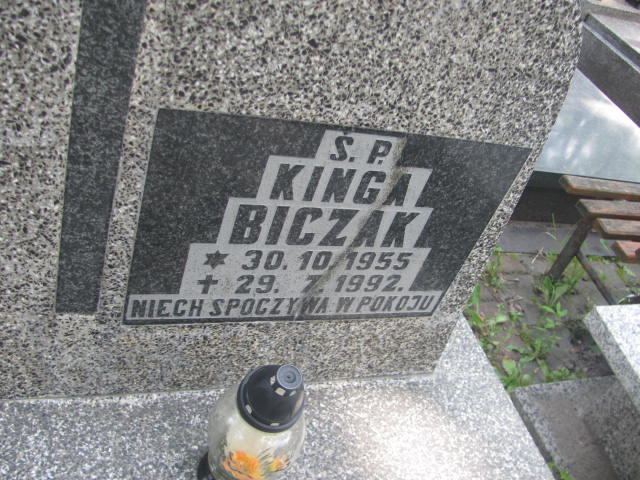 Ś. P.
KINGA
BICZAK
* 30. 10. 1955
+ 29. 7. 1992.
NIECH SPOCZYWA W POKOJU